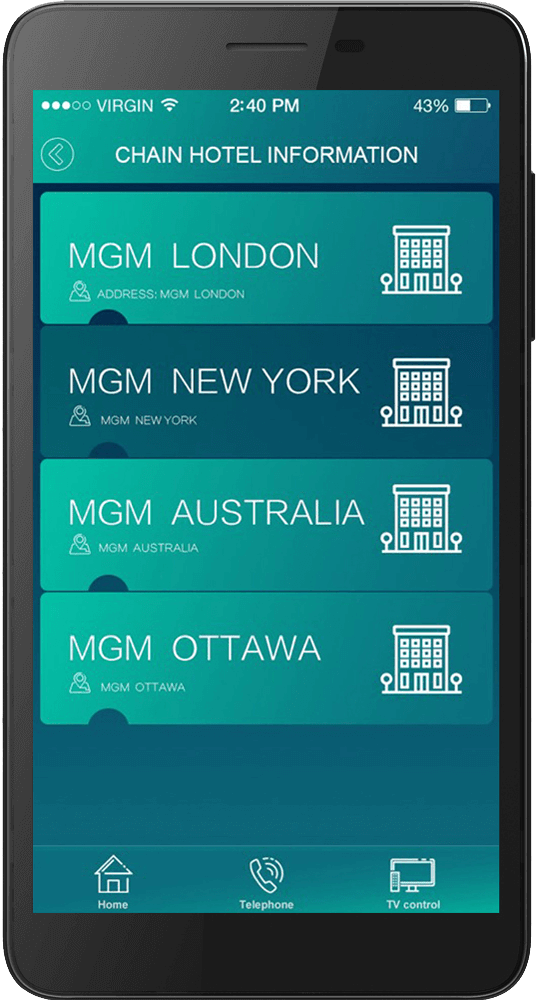 VIRGIN 2:40 PM 43%
CHAIN HOTEL INFORMATION
MGM LONDON
ADDRESS: MGM LONDON
MGM NEW YORK
MGM NEW YORK
MGM AUSTRALIA
MGM AUSTRALIA
MGM OTTAWA
MGM OTTAWA
Home Telephone TV control